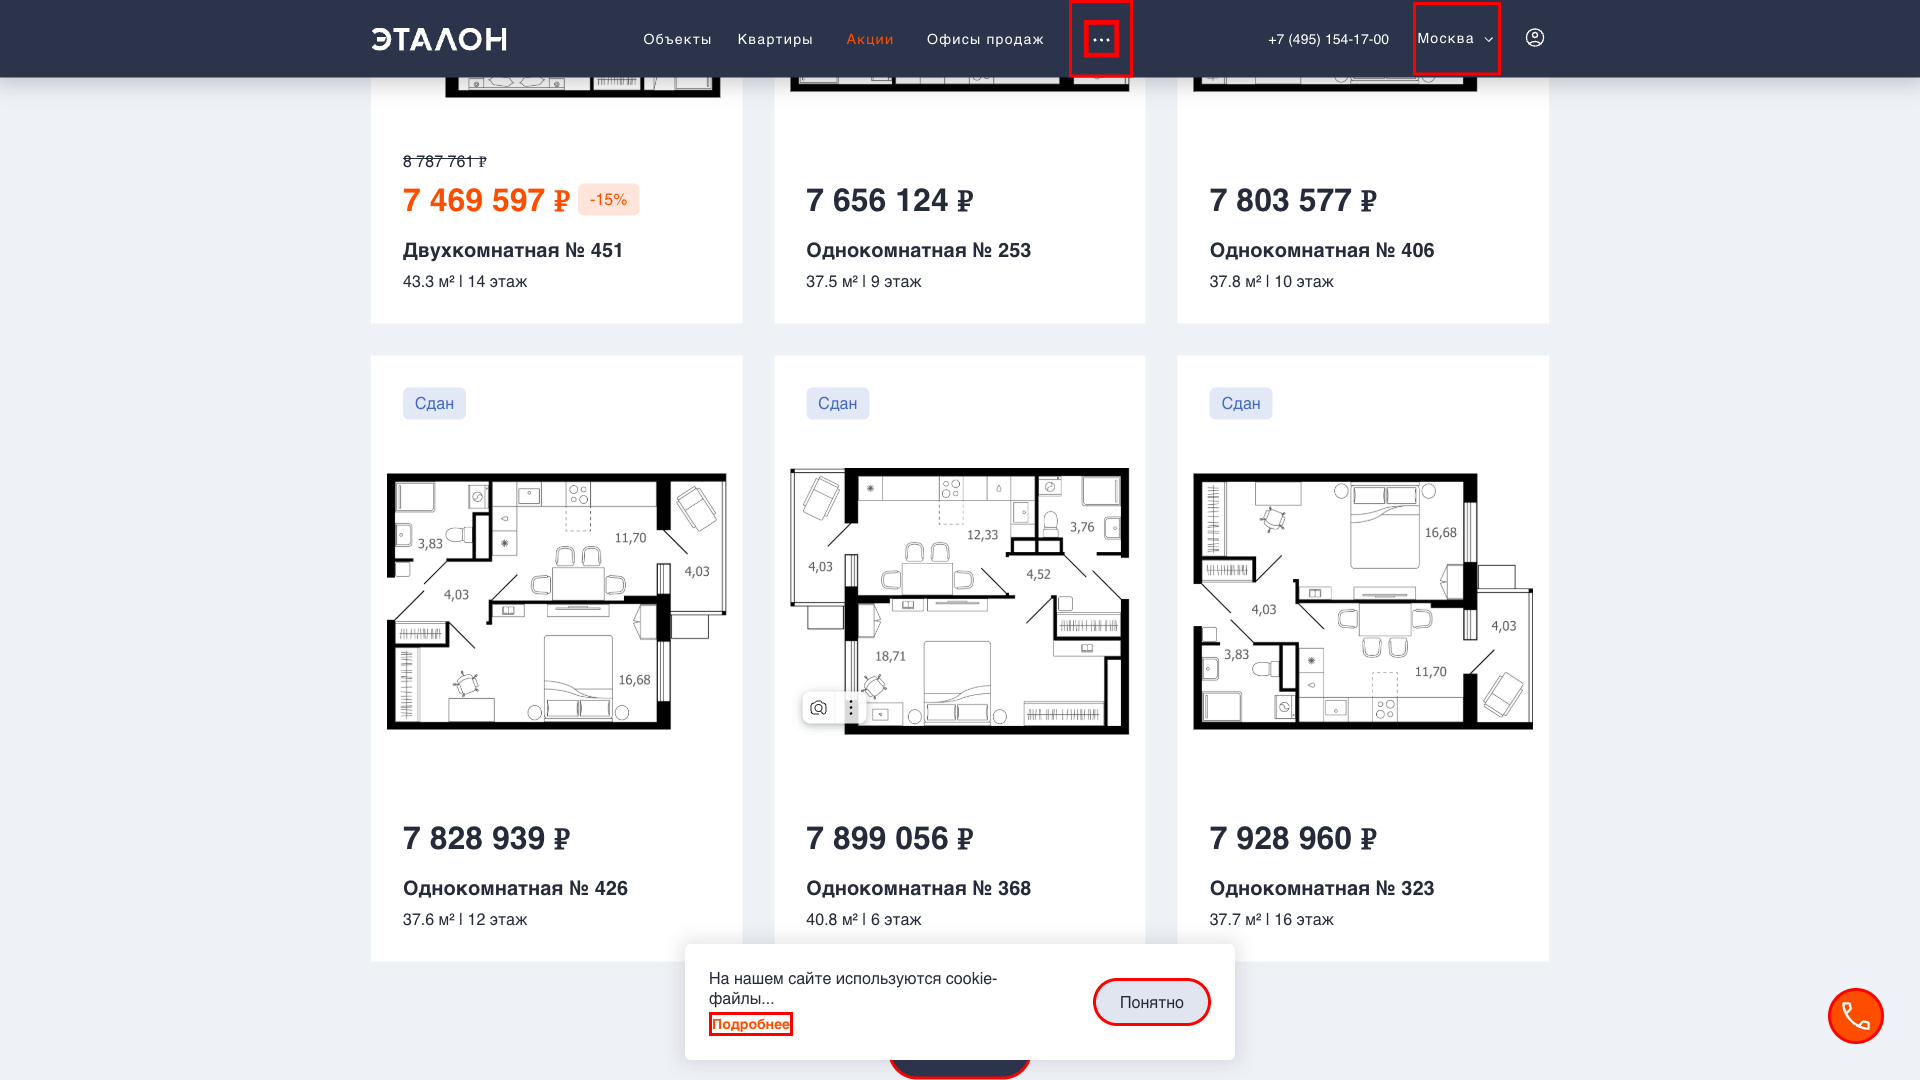 ЭТАЛОН
Объекты Квартиры Акции Офисы продаж ... +7 (495) 154-17-00 Москва
8 787 761 ₽
7 469 597 ₽ -15%
Двухкомнатная № 451
43.3 м² | 14 этаж
7 656 124 ₽
Однокомнатная № 253
37.5 м² | 9 этаж
7 803 577 ₽
Однокомнатная № 406
37.8 м² | 10 этаж
Сдан
3,83
11,70
4,03
4,03
16,68
7 828 939 ₽
Однокомнатная № 426
37.6 м² | 12 этаж
Сдан
12,33
3,76
4,03
4,52
18,71
7 899 056 ₽
Однокомнатная № 368
40.8 м² | 6 этаж
Сдан
16,68
4,03
4,03
3,83
11,70
7 928 960 ₽
Однокомнатная № 323
37.7 м² | 16 этаж
На нашем сайте используются cookie-
файлы...
Подробнее
Понятно